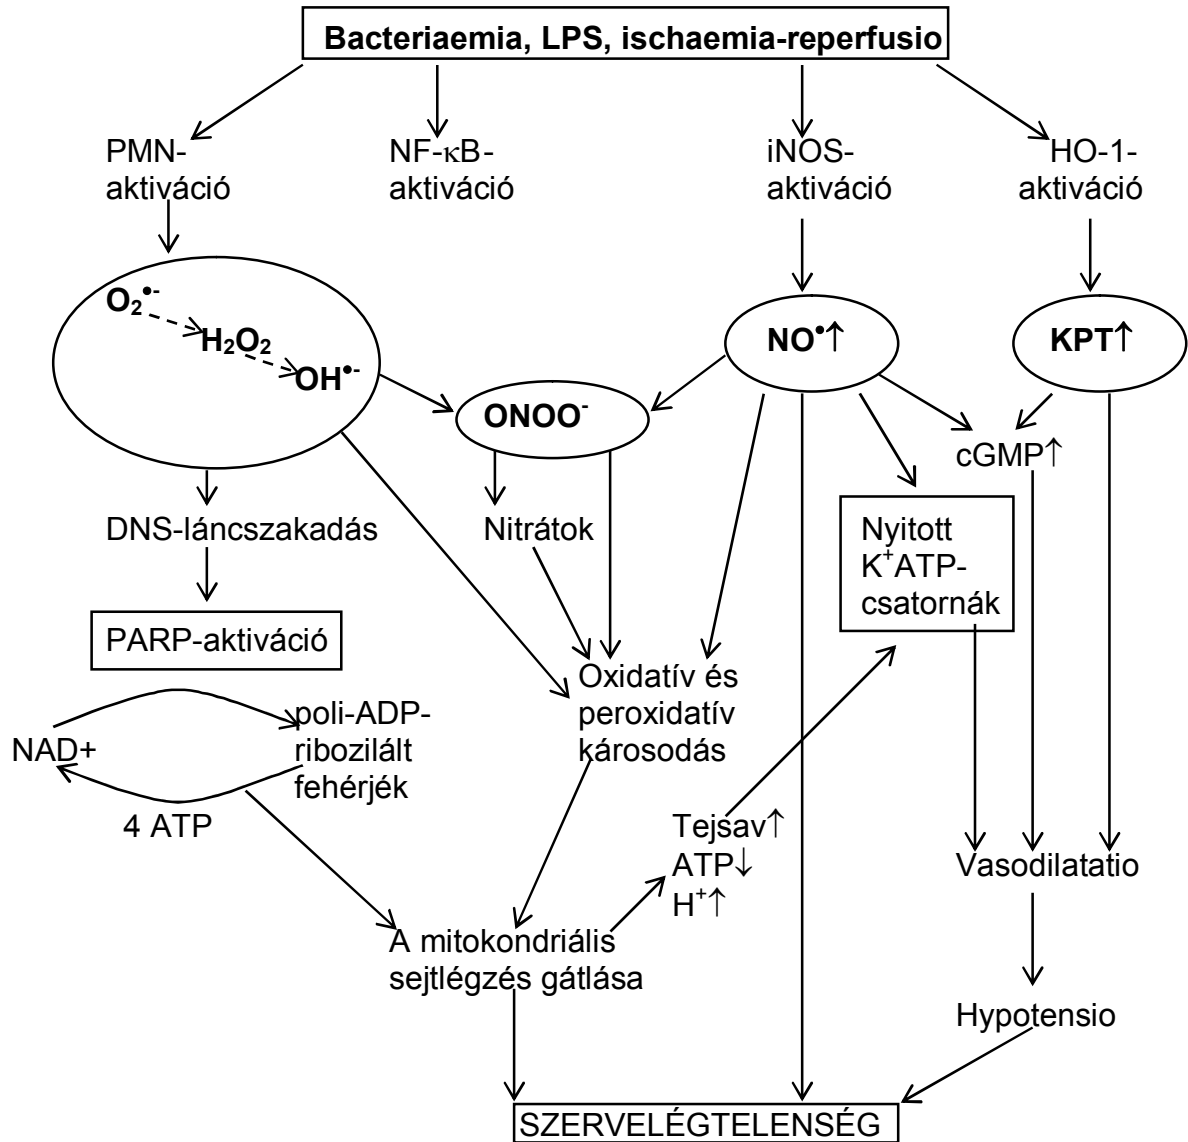 Bacteriaemia, LPS, ischaemia-reperfusio
PMN-
aktiváció
NF-κB-
aktiváció
iNOS-
aktiváció
HO-1-
aktiváció
O₂•⁻
H₂O₂
OH•⁻
NO•↑
KPT↑
ONOO⁻
cGMP↑
DNS-láncszakadás
Nitrátok
Nyitott
K⁺ATP-
csatornák
PARP-aktiváció
Oxidatív és
peroxidatív
károsodás
NAD+
poli-ADP-
ribozilált
fehérjék
4 ATP
Tejsav↑
ATP↓
H⁺↑
Vasodilatatio
A mitokondriális
sejtlégzés gátlása
Hypotensio
SZERVELÉGTELENSÉG